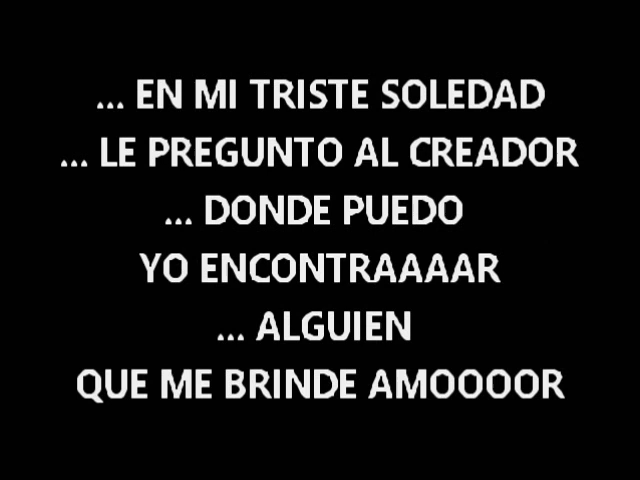 ... EN MI TRISTE SOLEDAD
... LE PREGUNTO AL CREADOR
... DONDE PUEDO
YO ENCONTRAAAAR
... ALGUIEN
QUE ME BRINDE AMOOOOR